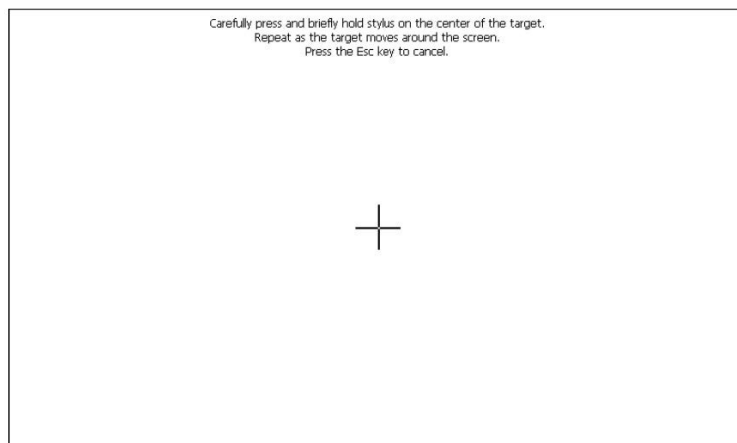 Carefully press and briefly hold stylus on the center of the target.
Repeat as the target moves around the screen.
Press the Esc key to cancel.